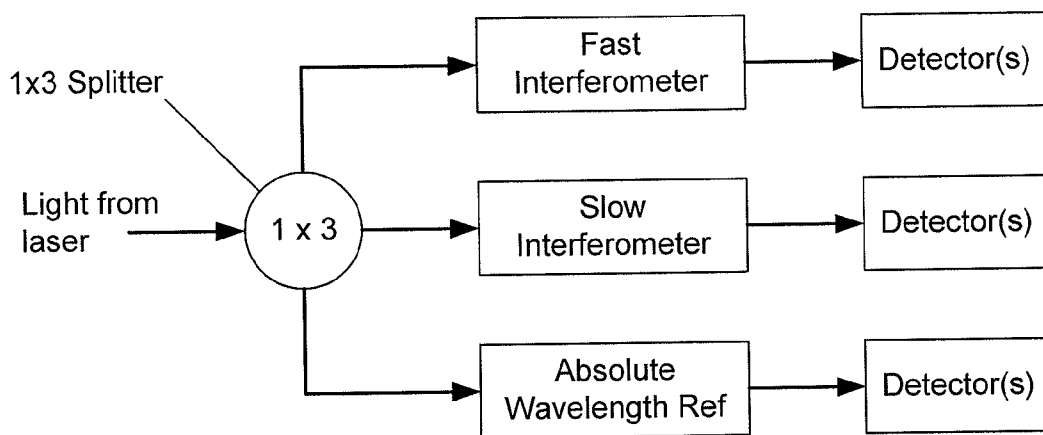 Fast
Interferometer
Detector(s)
1x3 Splitter
Light from
laser
1 x 3
Slow
Interferometer
Detector(s)
Absolute
Wavelength Ref
Detector(s)